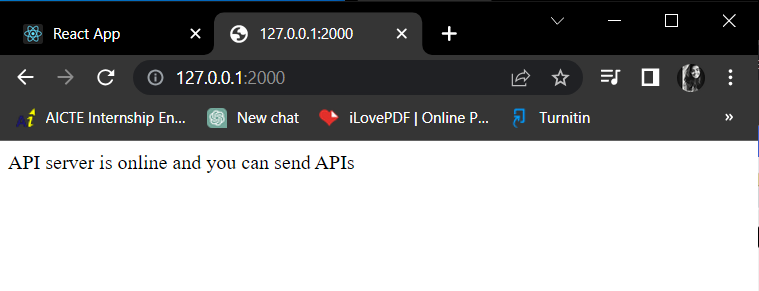 React App
127.0.0.1:2000
127.0.0.1:2000
AICTE Internship En...
New chat
iLovePDF | Online P...
Turnitin
»
API server is online and you can send APIs